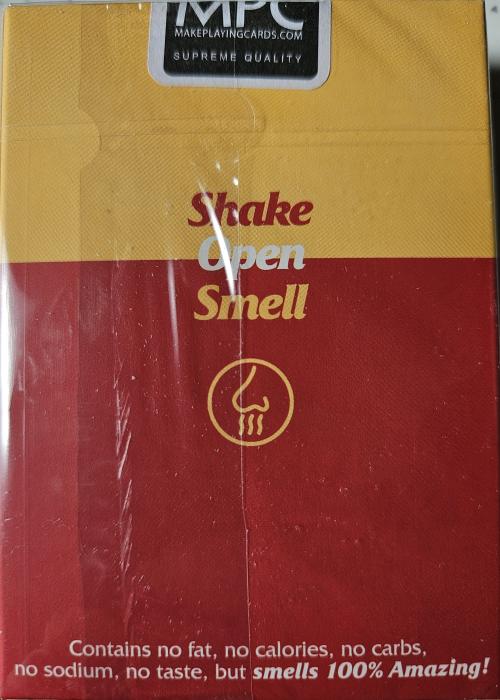 MPC
MAKEPLAYINGCARDS.COM
SUPREME QUALITY
Shake
Open
Smell
Contains no fat, no calories, no carbs,
no sodium, no taste, but smells 100% Amazing!